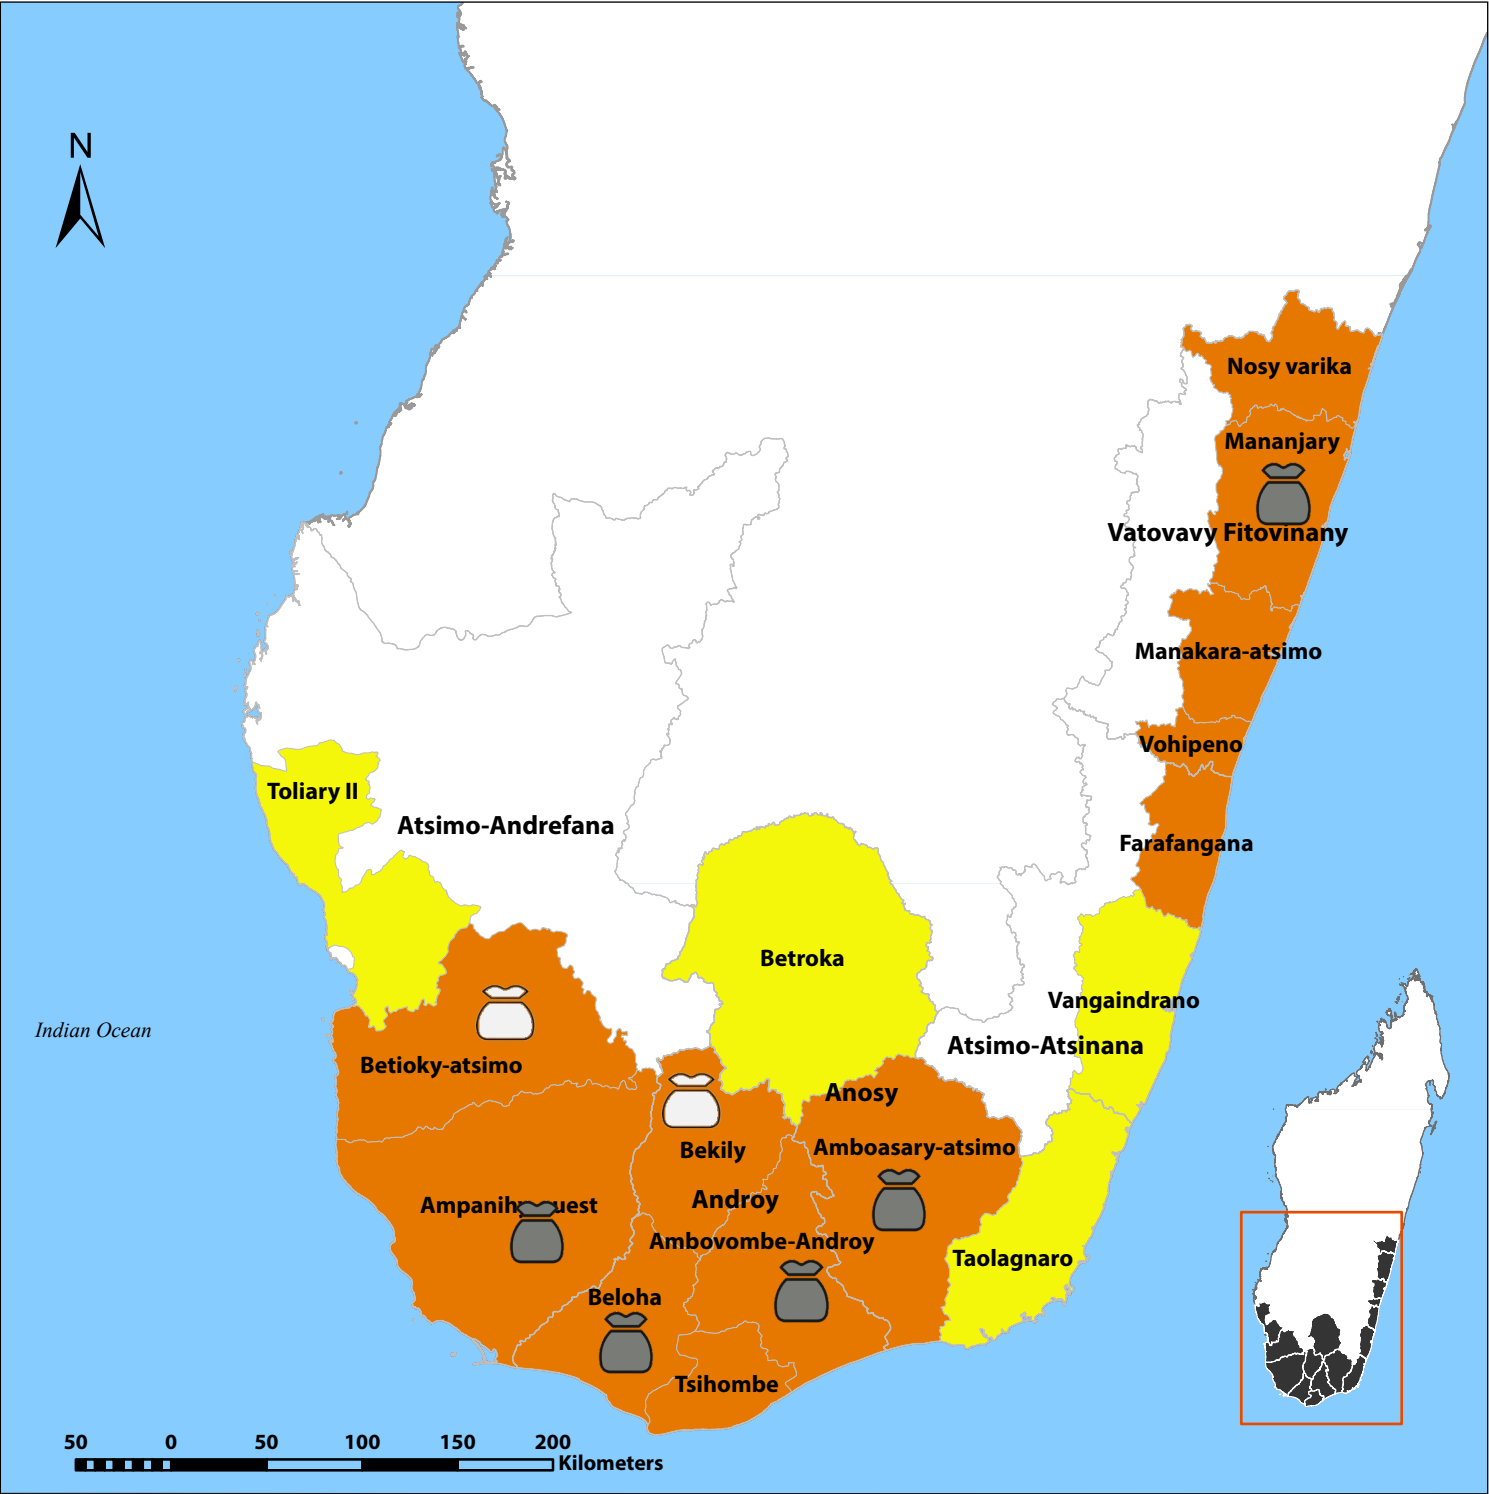 N
Nosy varika
Mananjary
Vatovavy Fitovinany
Manakara-atsimo
Vohipeno
Toliary II
Atsimo-Andrefana
Farafangana
Betroka
Vangaindrano
Indian Ocean
Atsimo-Atsinana
Betioky-atsimo
Anosy
Bekily
Amboasary-atsimo
Androy
Ambovombe-Androy
Taolagnaro
Beloha
Tsihombe
50 0 50 100 150 200
Kilometers